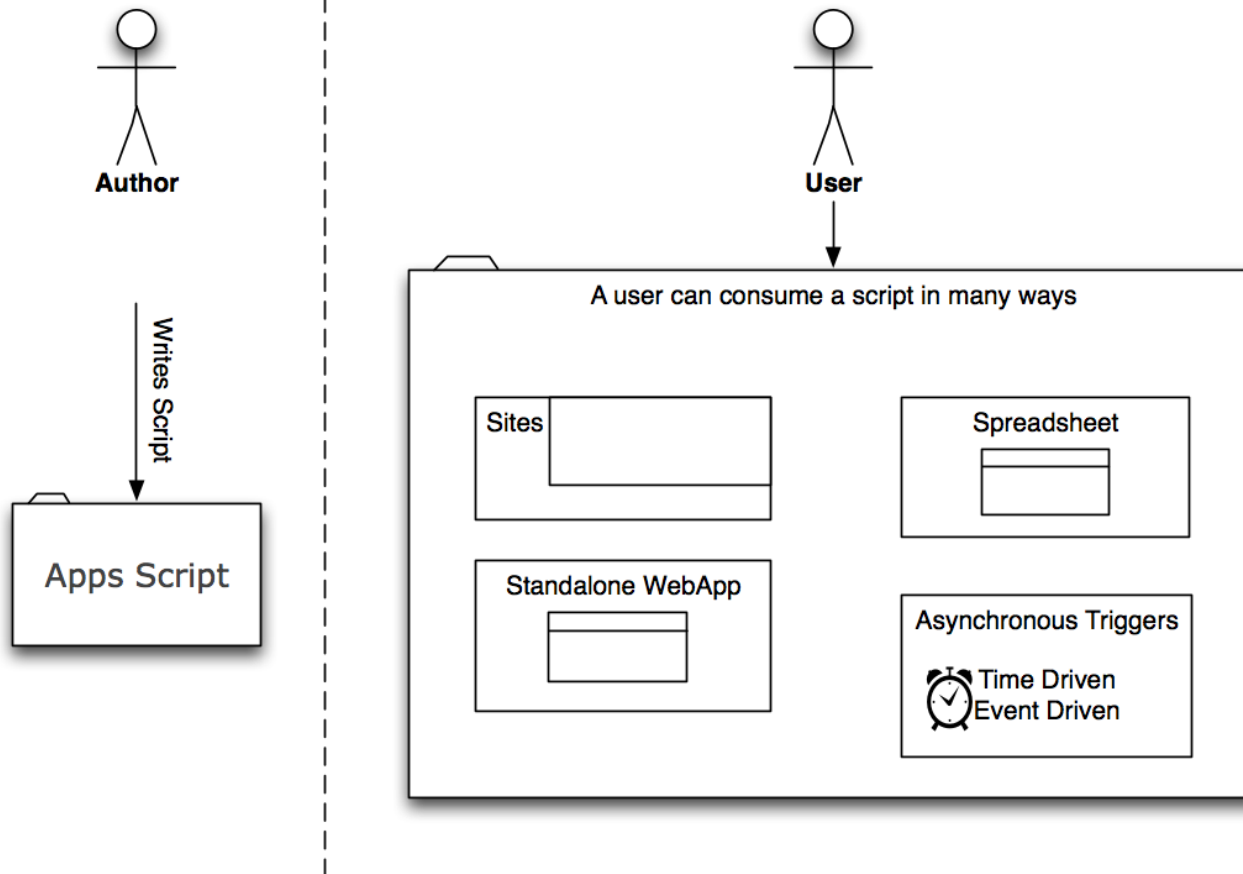 Author
Writes Script
Apps Script
User
A user can consume a script in many ways
Sites
Spreadsheet
Standalone WebApp
Asynchronous Triggers
Time Driven
Event Driven